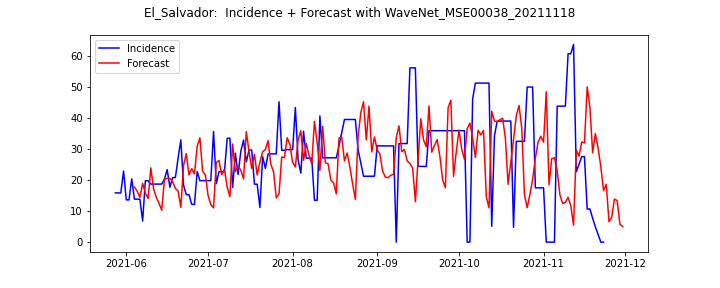 El_Salvador:  Incidence + Forecast with WaveNet_MSE00038_20211118
Incidence
Forecast
60
50
40
30
20
10
0
2021-06 2021-07 2021-08 2021-09 2021-10 2021-11 2021-12